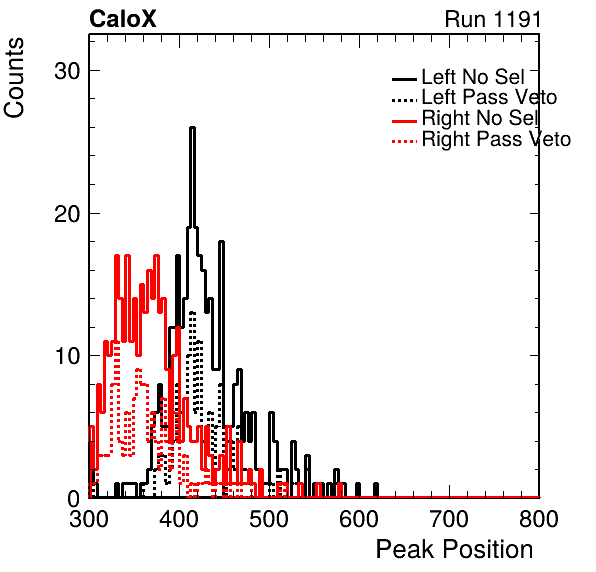 CaloX Run 1191
Counts
30
20
10
0
Left No Sel
Left Pass Veto
Right No Sel
Right Pass Veto
300 400 500 600 700 800
Peak Position